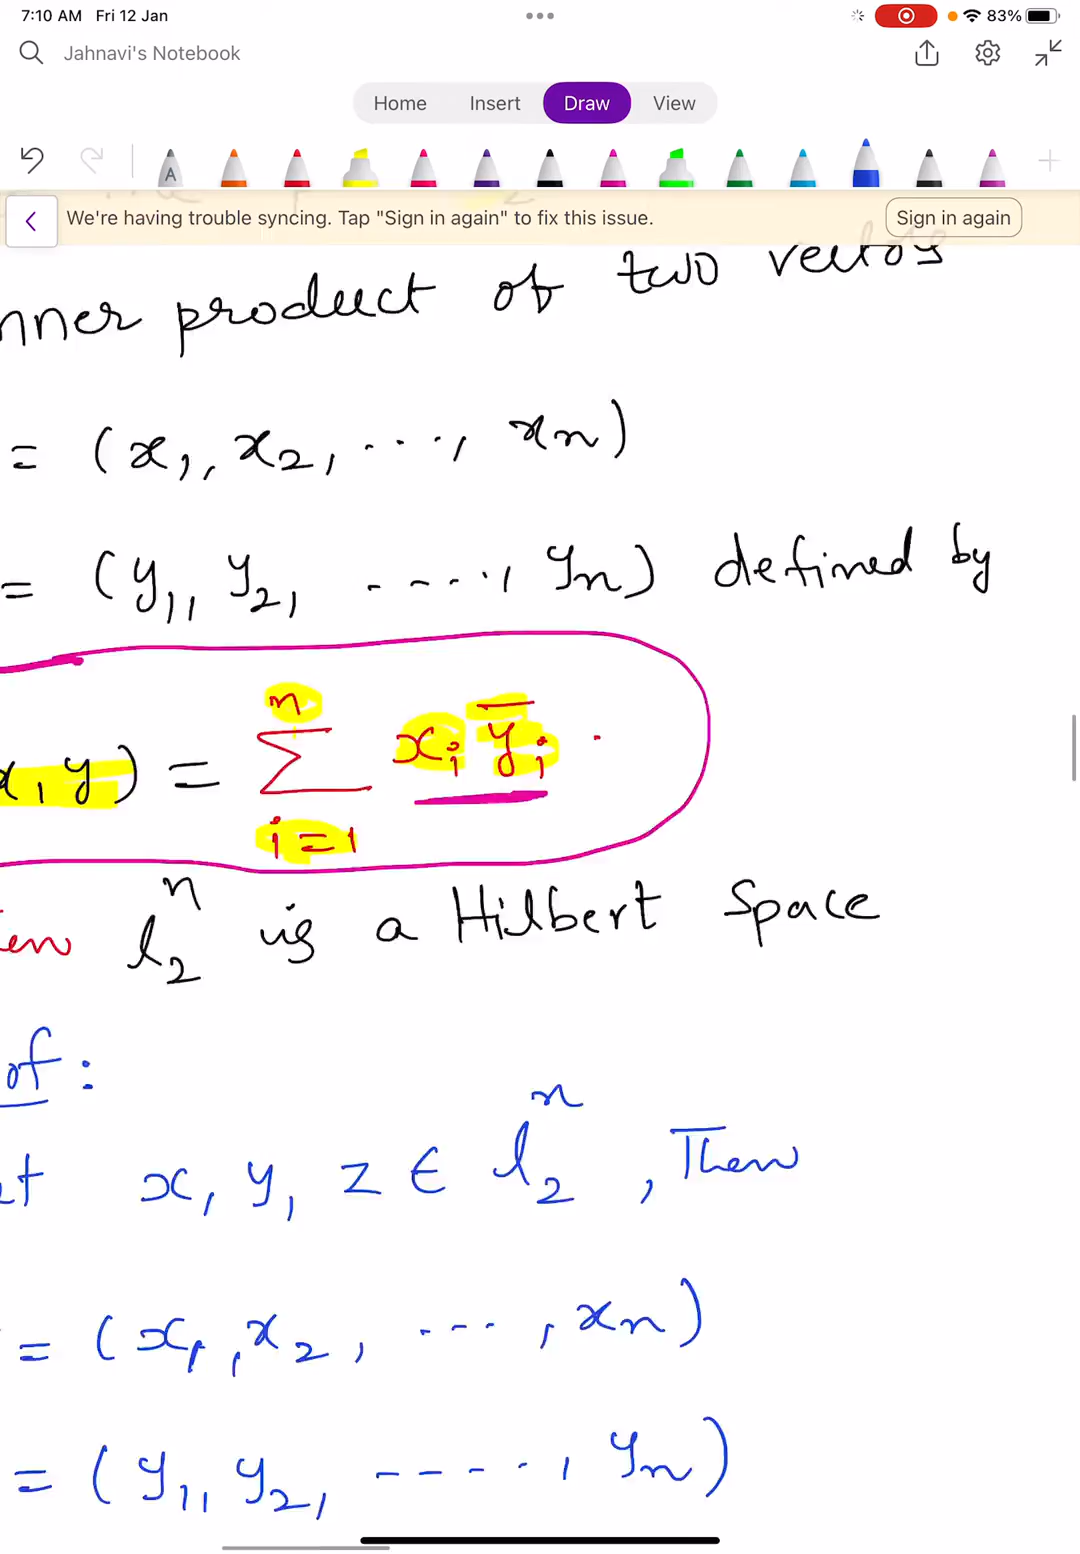 7:10 AM Fri 12 Jan 83%
Jahnavi's Notebook
Home Insert Draw View
A
We're having trouble syncing. Tap "Sign in again" to fix this issue. Sign in again
nner product of two vectors
= (x1, x2, ...., xn)
= (y1, y2, ....., yn) defined by
x, y) = n∑i=1 xi y̅i .
en l2^n is a Hilbert Space
of :
et x, y, z ∈ l2^n, Then
= (x1, x2, ---, xn)
= (y1, y2, -----, yn)